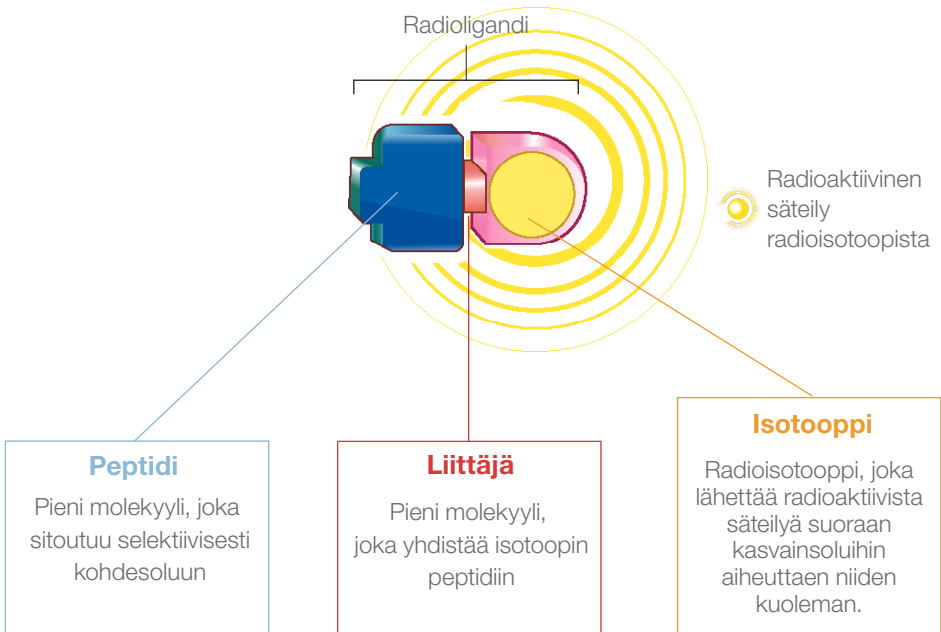 Radioligandi
Radioaktiivinen
säteily
radioisotoopista
Peptidi
Pieni molekyyli, joka
sitoutuu selektiivisesti
kohdesoluun
Liittäjä
Pieni molekyyli,
joka yhdistää isotoopin
peptidiin
Isotooppi
Radioisotooppi, joka
lähettää radioaktiivista
säteilyä suoraan
kasvainsoluihin
aiheuttaen niiden
kuoleman.